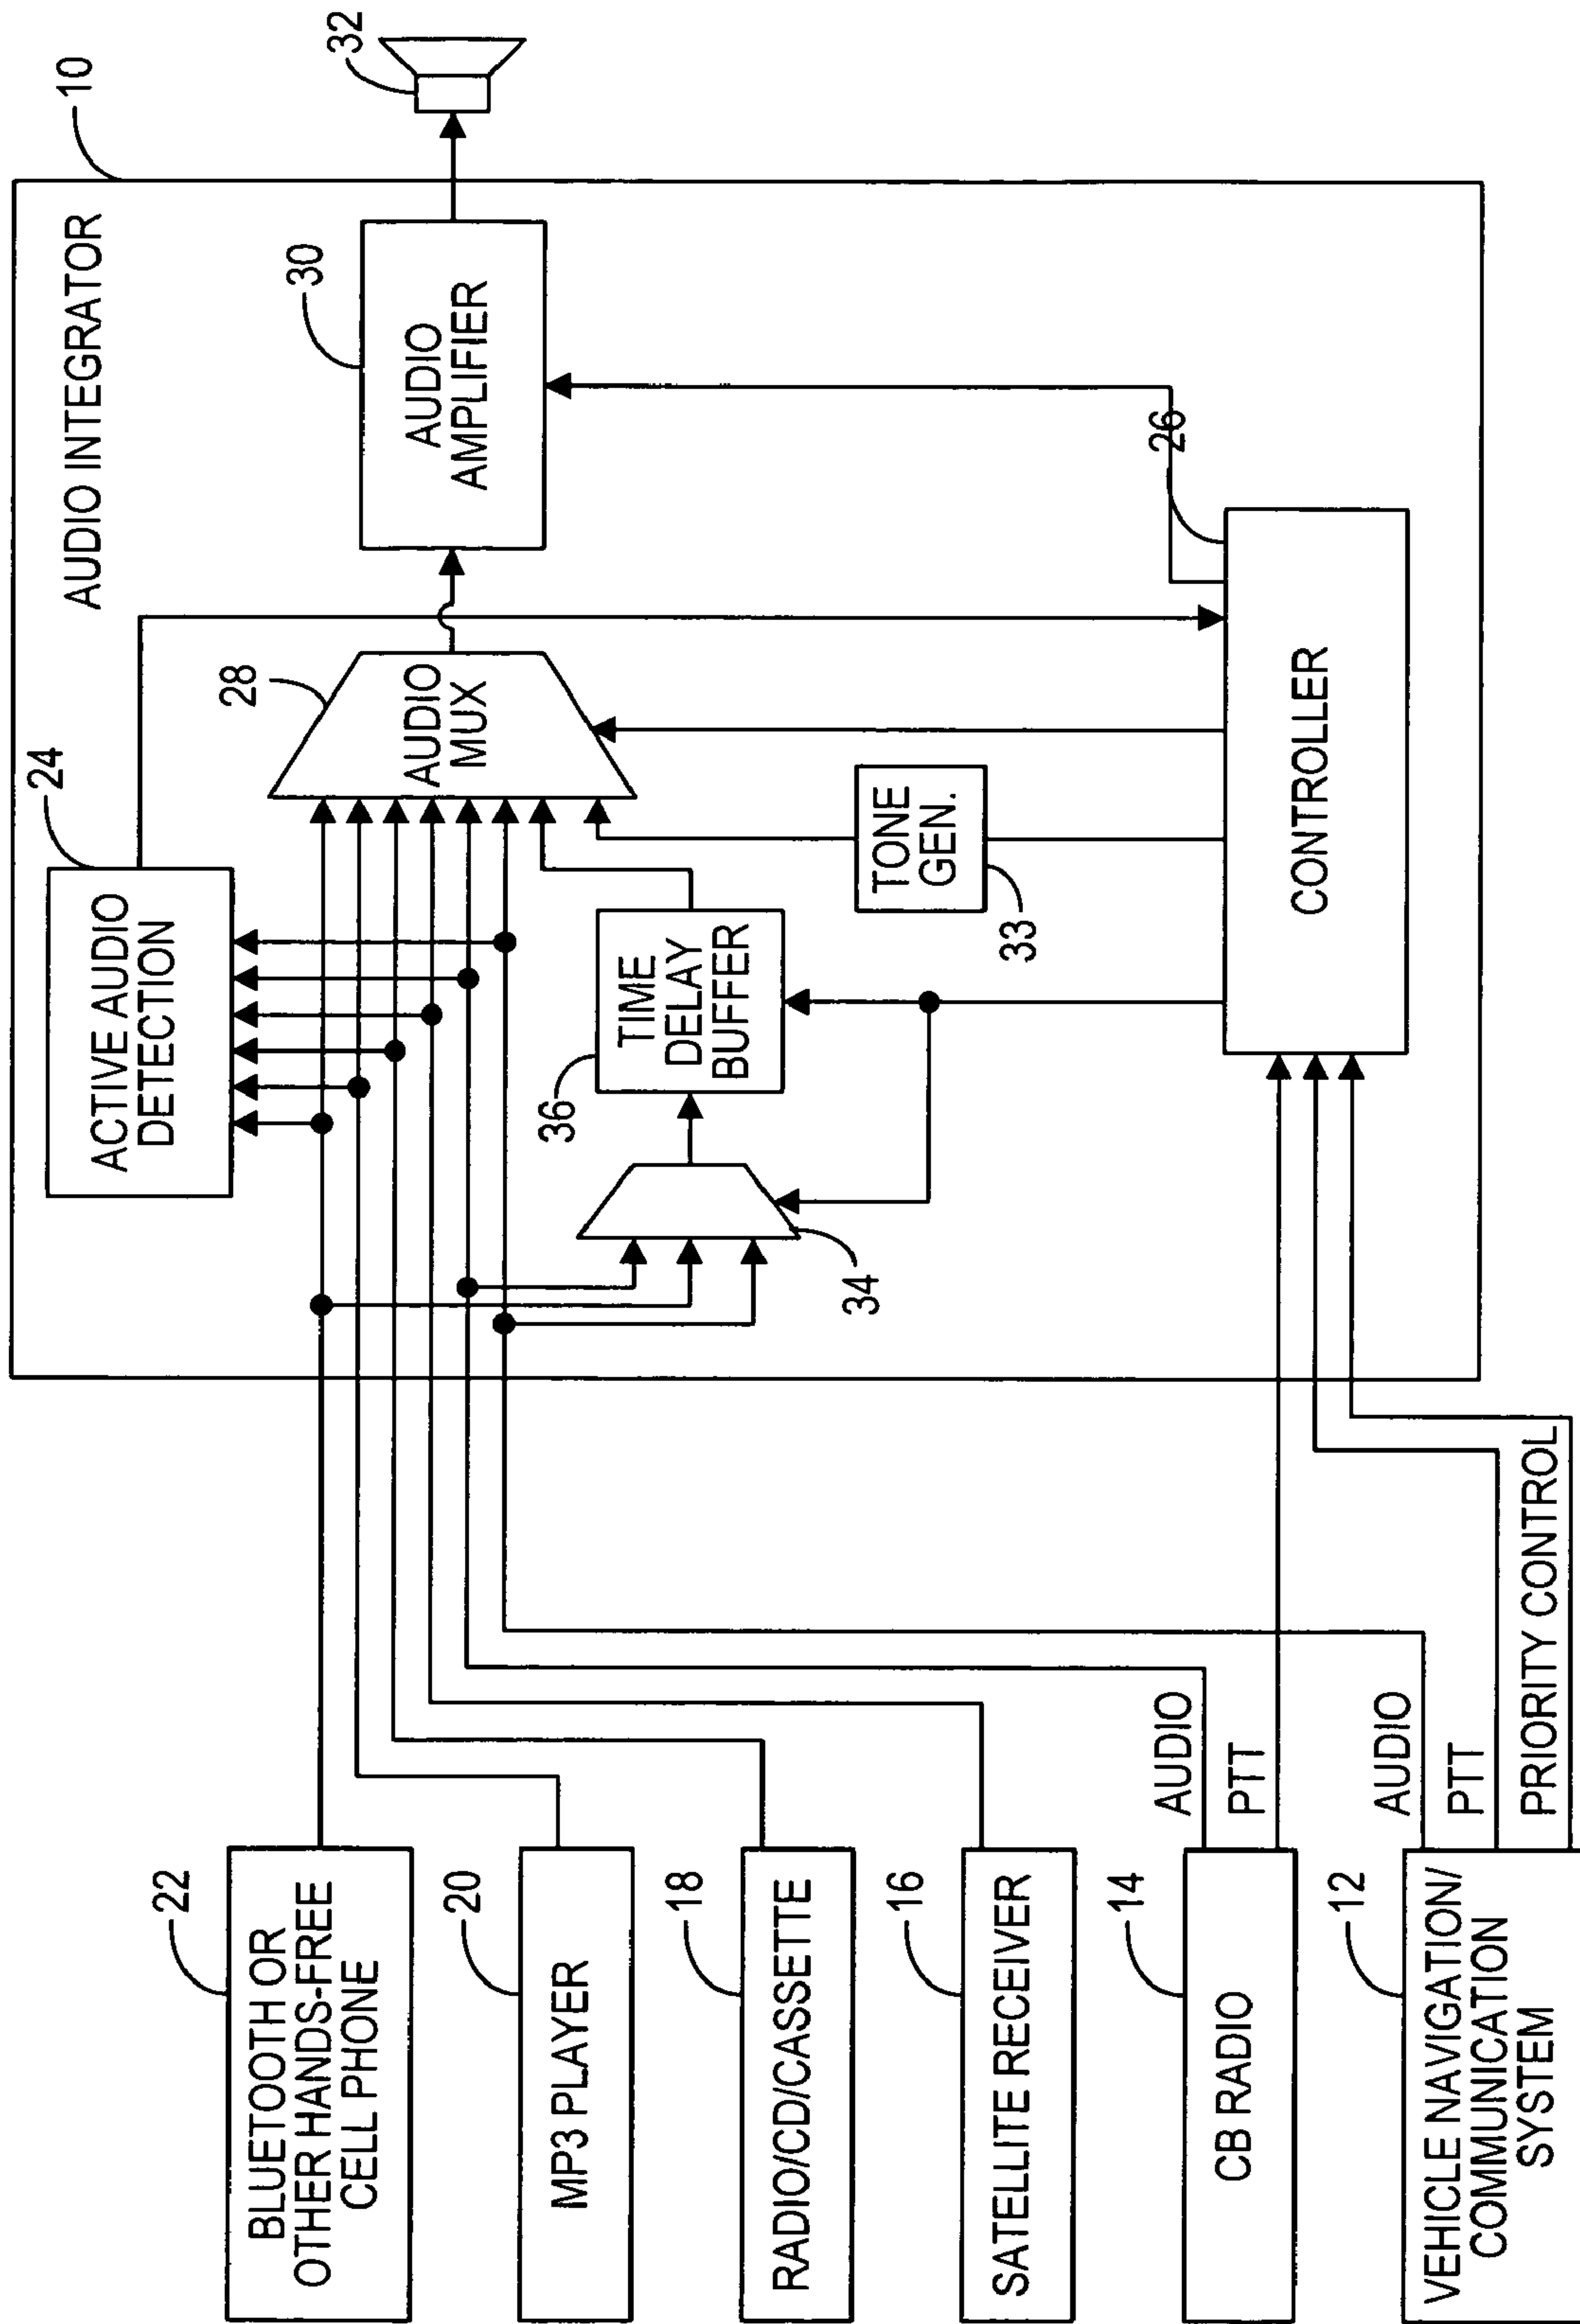 10
AUDIO INTEGRATOR
24
ACTIVE AUDIO
DETECTION
28
AUDIO
MUX
30
AUDIO
AMPLIFIER
32
22
BLUETOOTH OR
OTHER HANDS-FREE
CELL PHONE
20
MP3 PLAYER
18
RADIO/CD/CASSETTE
16
SATELLITE RECEIVER
14
CB RADIO
AUDIO
PTT
12
VEHICLE NAVIGATION/
COMMUNICATION
SYSTEM
AUDIO
PTT
PRIORITY CONTROL
34
36
TIME
DELAY
BUFFER
33
TONE
GEN.
26
CONTROLLER